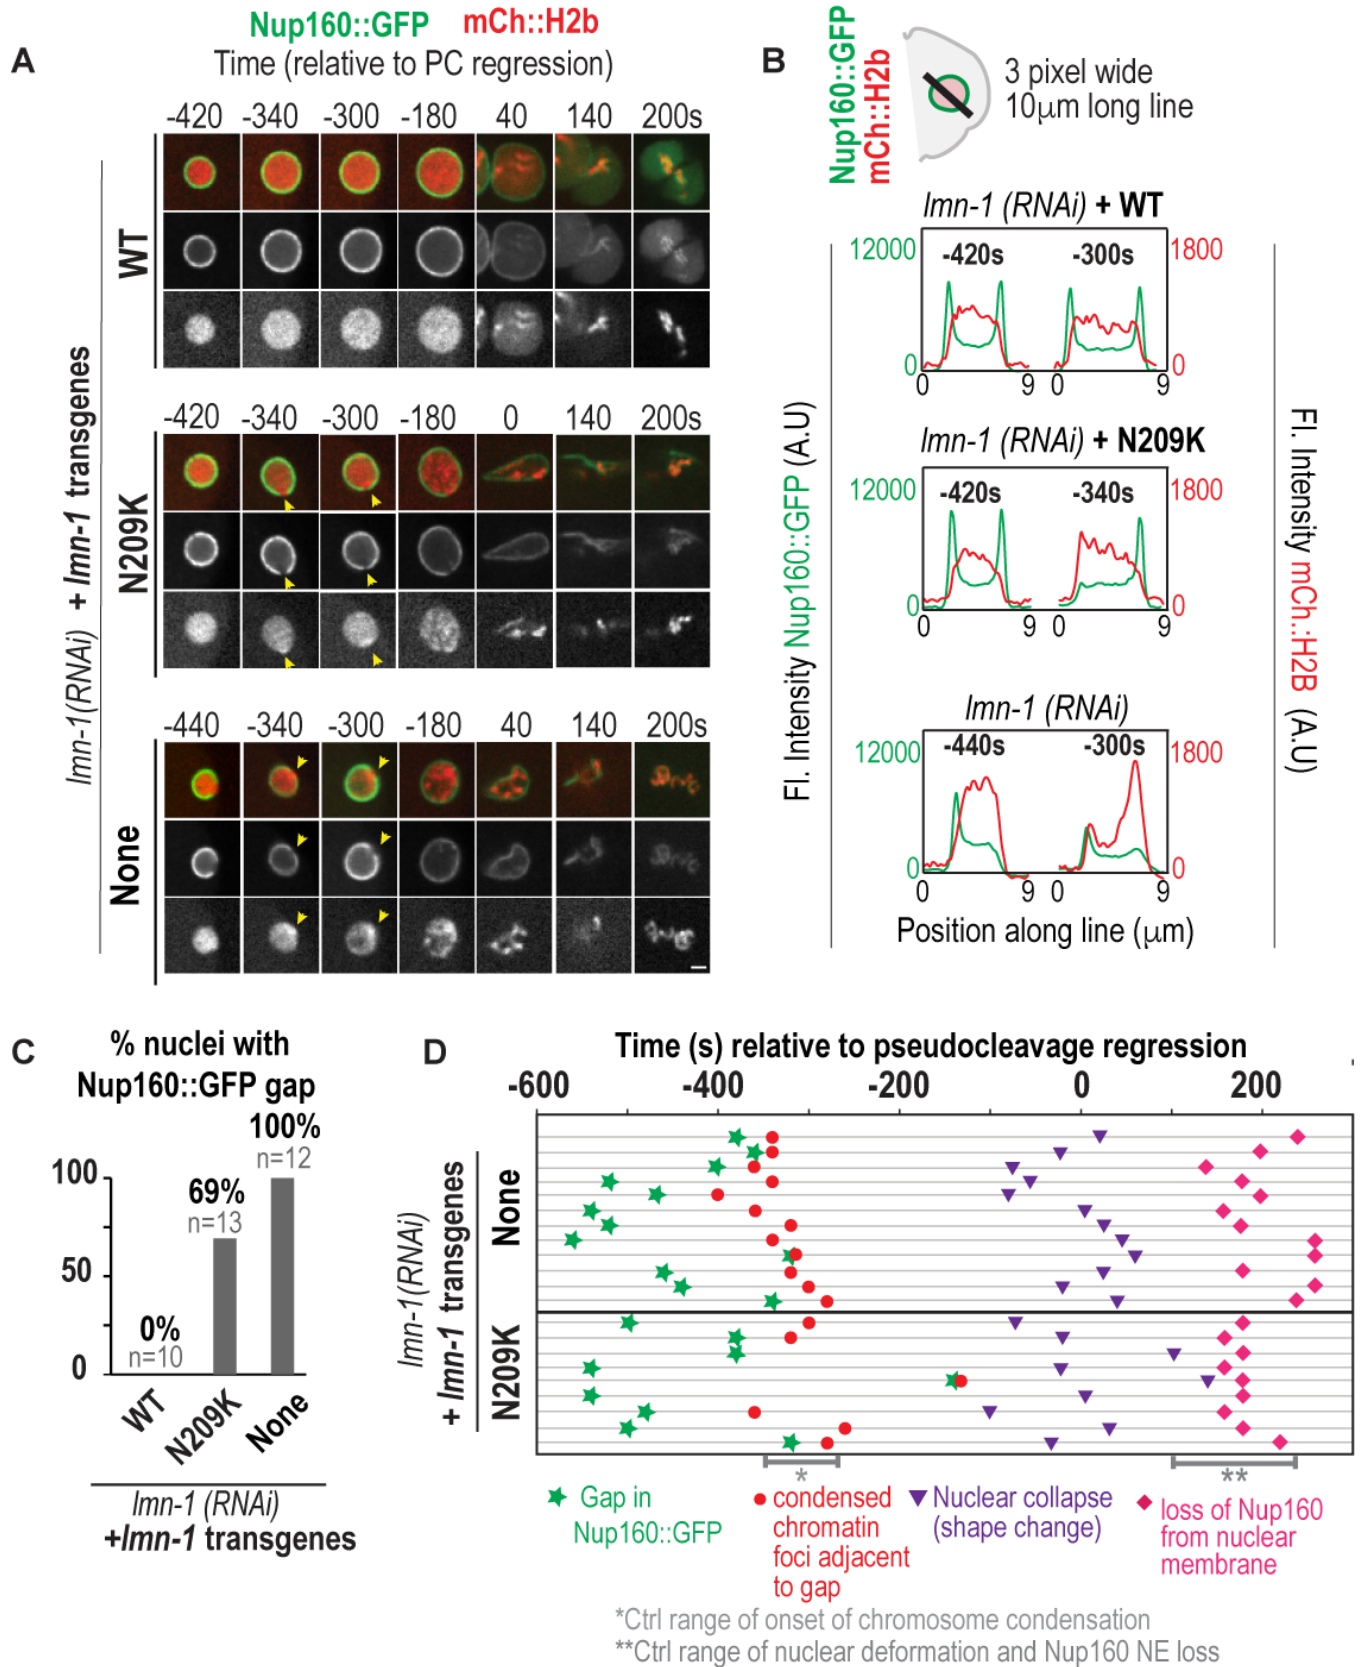 A
Nup160::GFP mCh::H2b
Time (relative to PC regression)
-420 -340 -300 -180 40 140 200s
WT
-420 -340 -300 -180 0 140 200s
N209K
-440 -340 -300 -180 40 140 200s
None
lmn-1(RNAi) + lmn-1 transgenes
B
Nup160::GFP
mCh::H2b
3 pixel wide
10µm long line
lmn-1 (RNAi) + WT
12000 -420s -300s 1800
0 0
0 9 0 9
lmn-1 (RNAi) + N209K
12000 -420s -340s 1800
0 0
0 9 0 9
lmn-1 (RNAi)
12000 -440s -300s 1800
0 0
0 9 0 9
Position along line (µm)
Fl. Intensity Nup160::GFP (A.U)
Fl. Intensity mCh.:H2B (A.U)
C
% nuclei with
Nup160::GFP gap
100%
n=12
100
69%
n=13
50
0%
n=10
0
WT N209K None
lmn-1 (RNAi)
+lmn-1 transgenes
D
Time (s) relative to pseudocleavage regression
-600 -400 -200 0 200
lmn-1(RNAi)
+ lmn-1 transgenes
None
N209K
* **
Gap in
Nup160::GFP
condensed
chromatin
foci adjacent
to gap
Nuclear collapse
(shape change)
loss of Nup160
from nuclear
membrane
*Ctrl range of onset of chromosome condensation
**Ctrl range of nuclear deformation and Nup160 NE loss